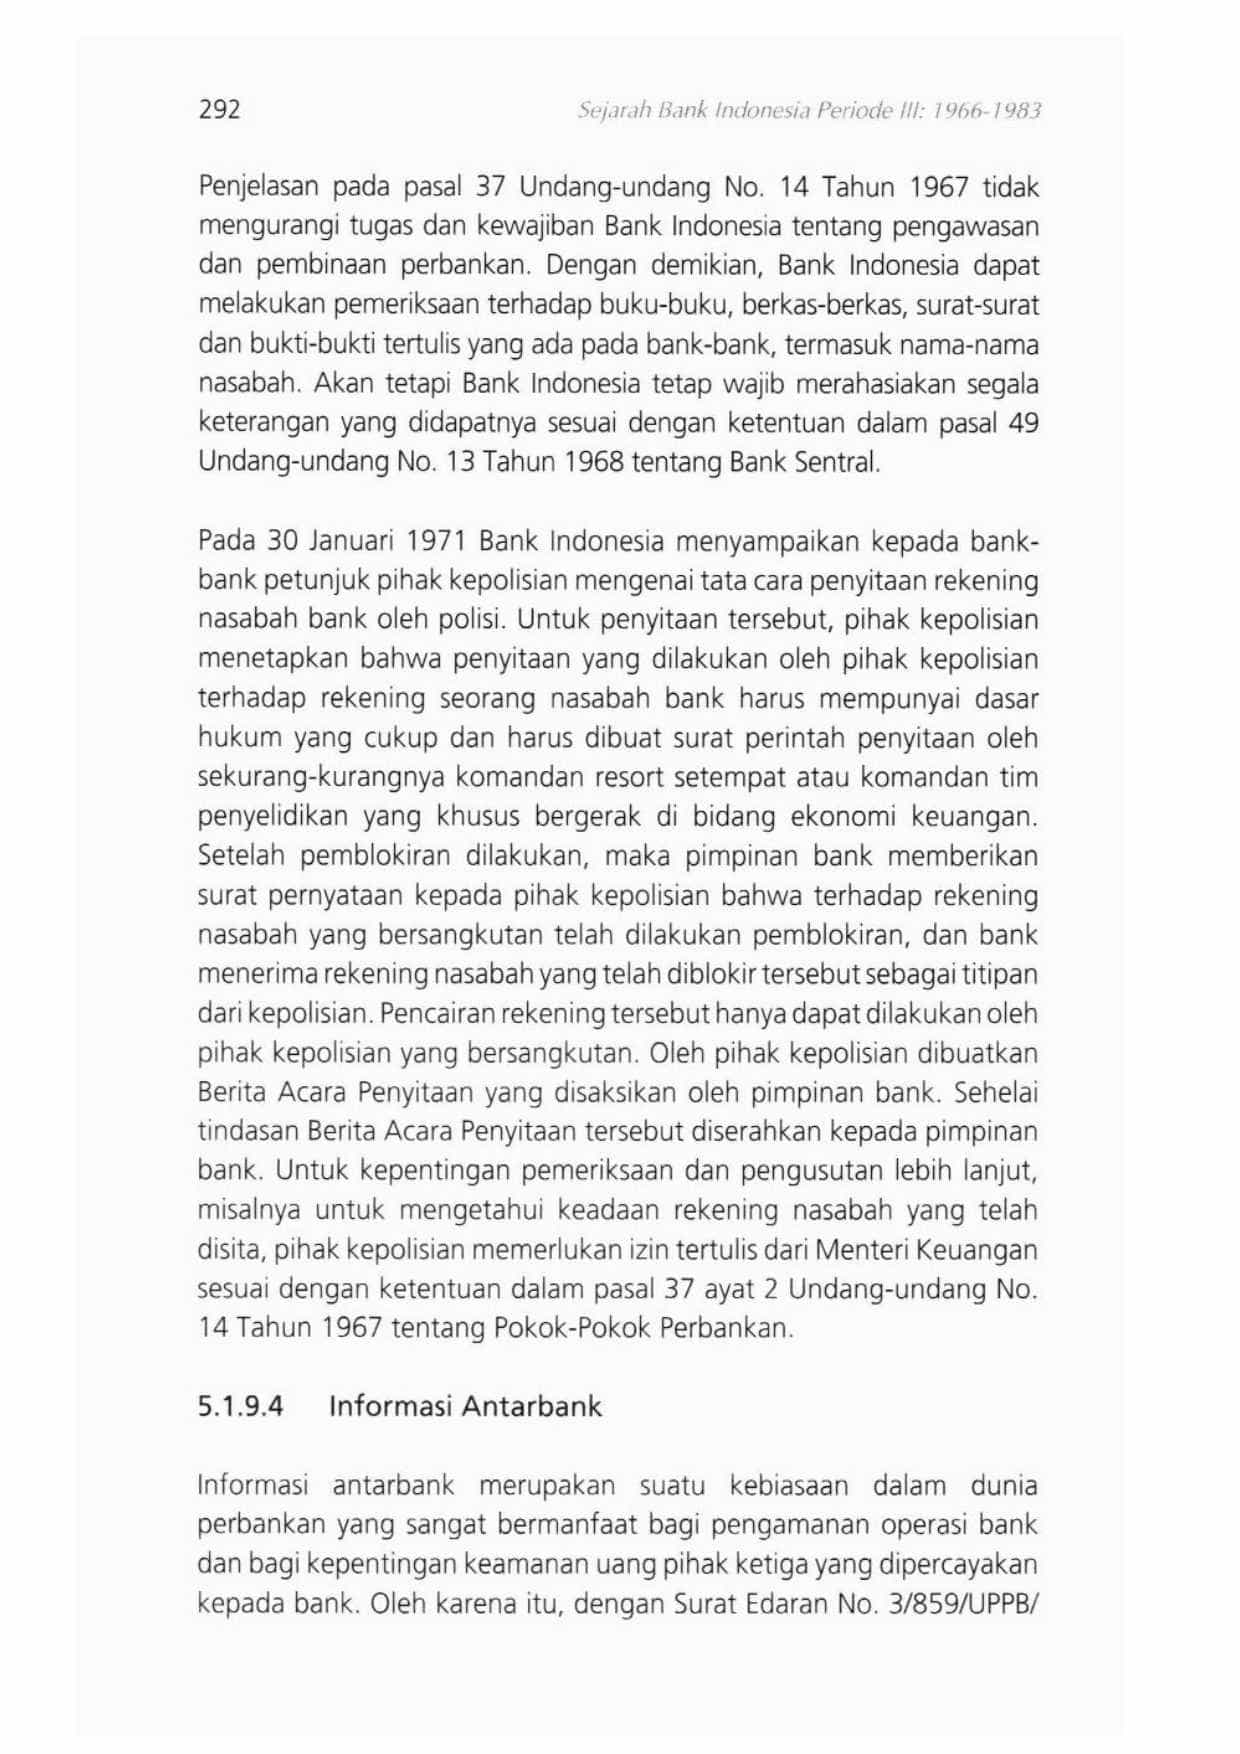 292
Sejarah Bank Indonesia Periode III: 1966-1983
Penjelasan pada pasal 37 Undang-undang No. 14 Tahun 1967 tidak
mengurangi tugas dan kewajiban Bank Indonesia tentang pengawasan
dan pembinaan perbankan. Dengan demikian, Bank Indonesia dapat
melakukan pemeriksaan terhadap buku-buku, berkas-berkas, surat-surat
dan bukti-bukti tertulis yang ada pada bank-bank, termasuk nama-nama
nasabah. Akan tetapi Bank Indonesia tetap wajib merahasiakan segala
keterangan yang didapatnya sesuai dengan ketentuan dalam pasal 49
Undang-undang No. 13 Tahun 1968 tentang Bank Sentral.
Pada 30 Januari 1971 Bank Indonesia menyampaikan kepada bank-
bank petunjuk pihak kepolisian mengenai tata cara penyitaan rekening
nasabah bank oleh polisi. Untuk penyitaan tersebut, pihak kepolisian
menetapkan bahwa penyitaan yang dilakukan oleh pihak kepolisian
terhadap rekening seorang nasabah bank harus mempunyai dasar
hukum yang cukup dan harus dibuat surat perintah penyitaan oleh
sekurang-kurangnya komandan resort setempat atau komandan tim
penyelidikan yang khusus bergerak di bidang ekonomi keuangan.
Setelah pemblokiran dilakukan, maka pimpinan bank memberikan
surat pernyataan kepada pihak kepolisian bahwa terhadap rekening
nasabah yang bersangkutan telah dilakukan pemblokiran, dan bank
menerima rekening nasabah yang telah diblokir tersebut sebagai titipan
dari kepolisian. Pencairan rekening tersebut hanya dapat dilakukan oleh
pihak kepolisian yang bersangkutan. Oleh pihak kepolisian dibuatkan
Berita Acara Penyitaan yang disaksikan oleh pimpinan bank. Sehelai
tindasan Berita Acara Penyitaan tersebut diserahkan kepada pimpinan
bank. Untuk kepentingan pemeriksaan dan pengusutan lebih lanjut,
misalnya untuk mengetahui keadaan rekening nasabah yang telah
disita, pihak kepolisian memerlukan izin tertulis dari Menteri Keuangan
sesuai dengan ketentuan dalam pasal 37 ayat 2 Undang-undang No.
14 Tahun 1967 tentang Pokok-Pokok Perbankan.
5.1.9.4 Informasi Antarbank
Informasi antarbank merupakan suatu kebiasaan dalam dunia
perbankan yang sangat bermanfaat bagi pengamanan operasi bank
dan bagi kepentingan keamanan uang pihak ketiga yang dipercayakan
kepada bank. Oleh karena itu, dengan Surat Edaran No. 3/859/UPPB/